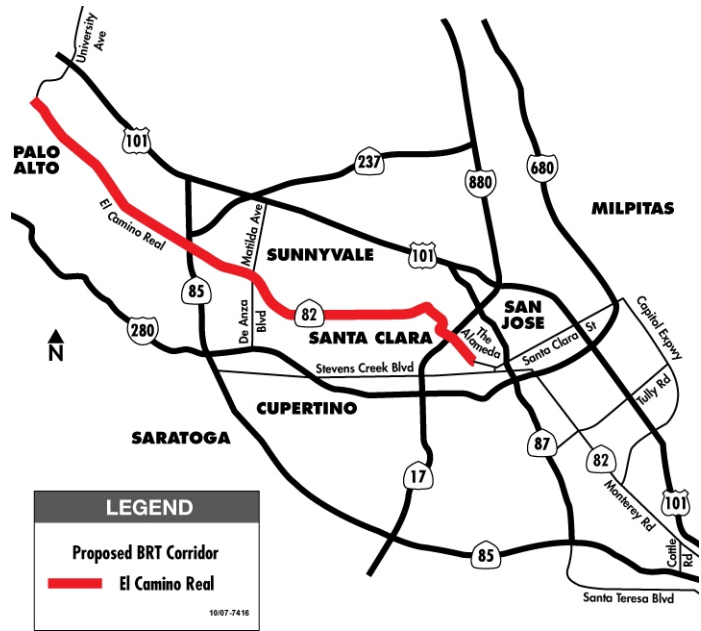 University
Ave
101
PALO
ALTO
237
880
680
MILPITAS
El Camino Real
Matilda Ave
SUNNYVALE
101
85
De Anza
Blvd
82
280
N
SANTA CLARA
SAN
JOSE
The
Alameda
Santa Clara St
Capitol Expwy
Stevens Creek Blvd
Tully Rd
CUPERTINO
SARATOGA
17
87
82
Monterey Rd
101
85
Cottle
Rd
Santa Teresa Blvd
LEGEND
Proposed BRT Corridor
El Camino Real
10/07-7416